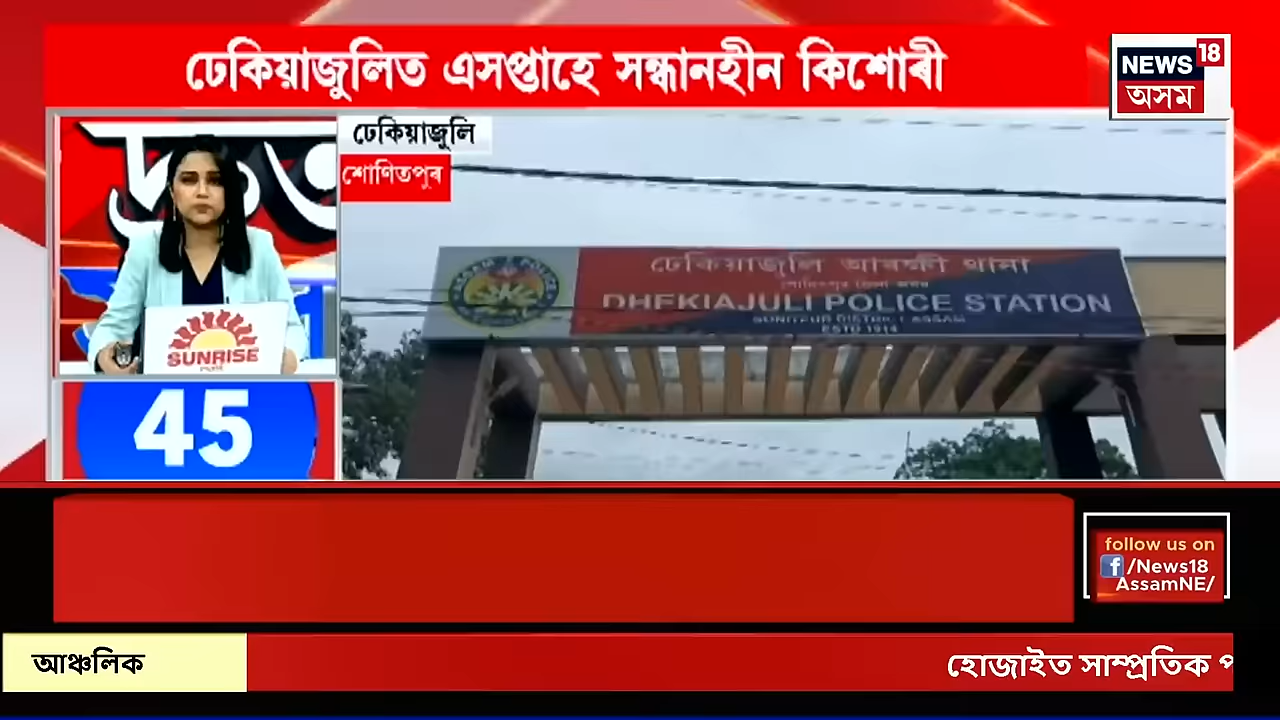 ঢেকিয়াজুলিত এসপ্তাহে সন্ধানহীন কিশোৰী
NEWS 18
অসম
ঢেকিয়াজুলি
শোণিতপুৰ
ঢেকিয়াজুলি আৰক্ষী থানা
DHEKIAJULI POLICE STATION
SONITPUR DISTRICT ASSAM
ESTD 1914
SUNRISE
45
follow us on
f/News18
AssamNE/
আঞ্চলিক
হোজাইত সাম্প্ৰতিক